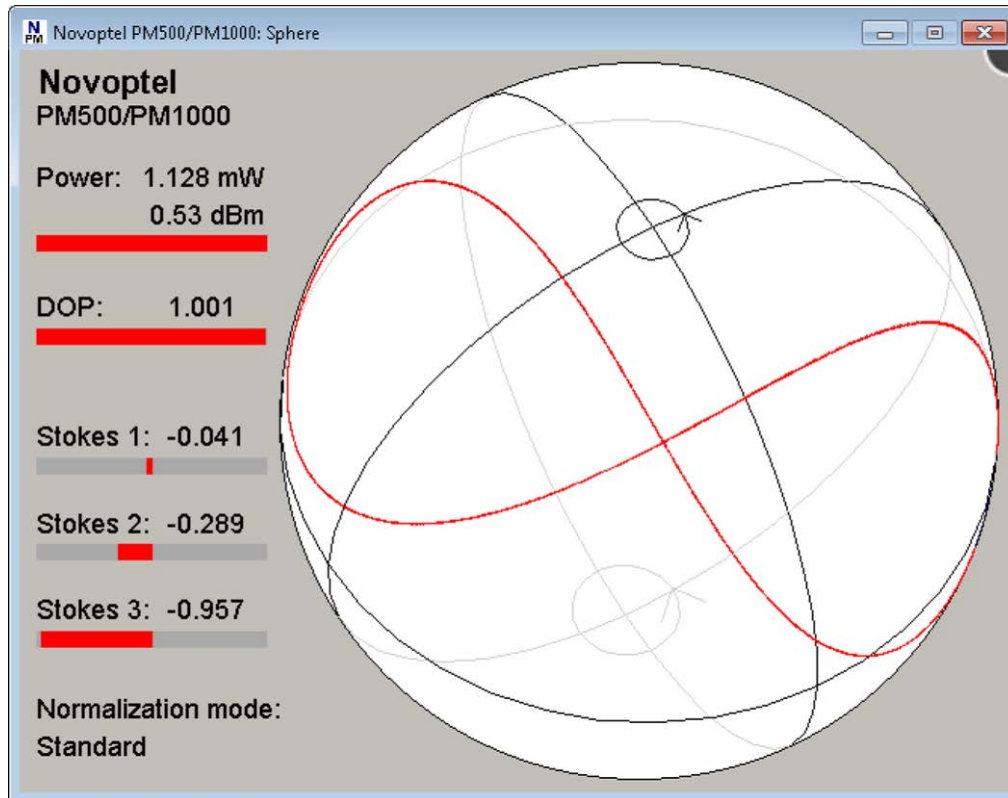 N
PM
Novoptel PM500/PM1000: Sphere
Novoptel
PM500/PM1000
Power: 1.128 mW
0.53 dBm
DOP: 1.001
Stokes 1: -0.041
Stokes 2: -0.289
Stokes 3: -0.957
Normalization mode:
Standard